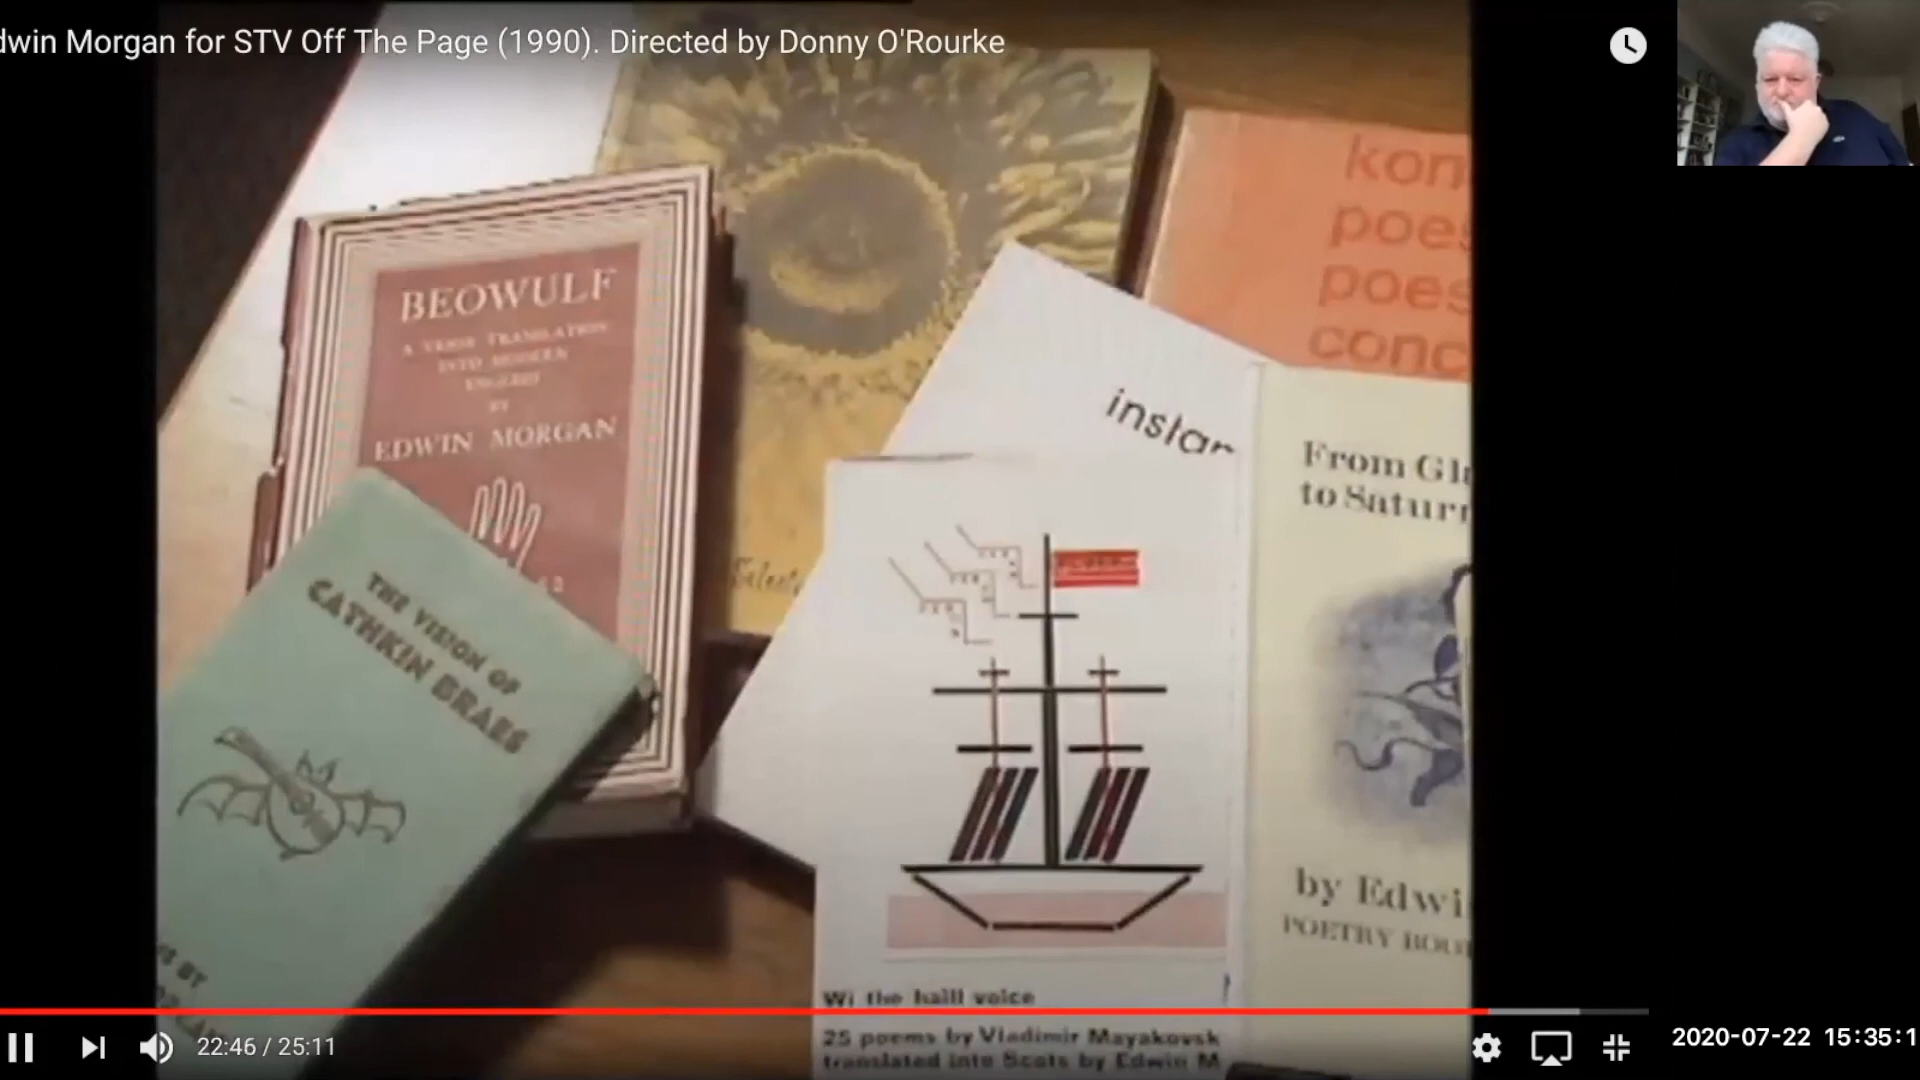 dwin Morgan for STV Off The Page (1990). Directed by Donny O'Rourke
BEOWULF
A VERSE TRANSLATION
INTO MODERN
ENGLISH
BY
EDWIN MORGAN
THE VISION OF
CATHKIN BRAES
BY
kon
poes
poes
conc
instar
From Gl
to Satur
by Edwi
POETRY BOO
Wi the haill voice
25 poems by Vladimir Mayakovsk
translated into Scots by Edwin M
22:46 / 25:11
2020-07-22 15:35:1